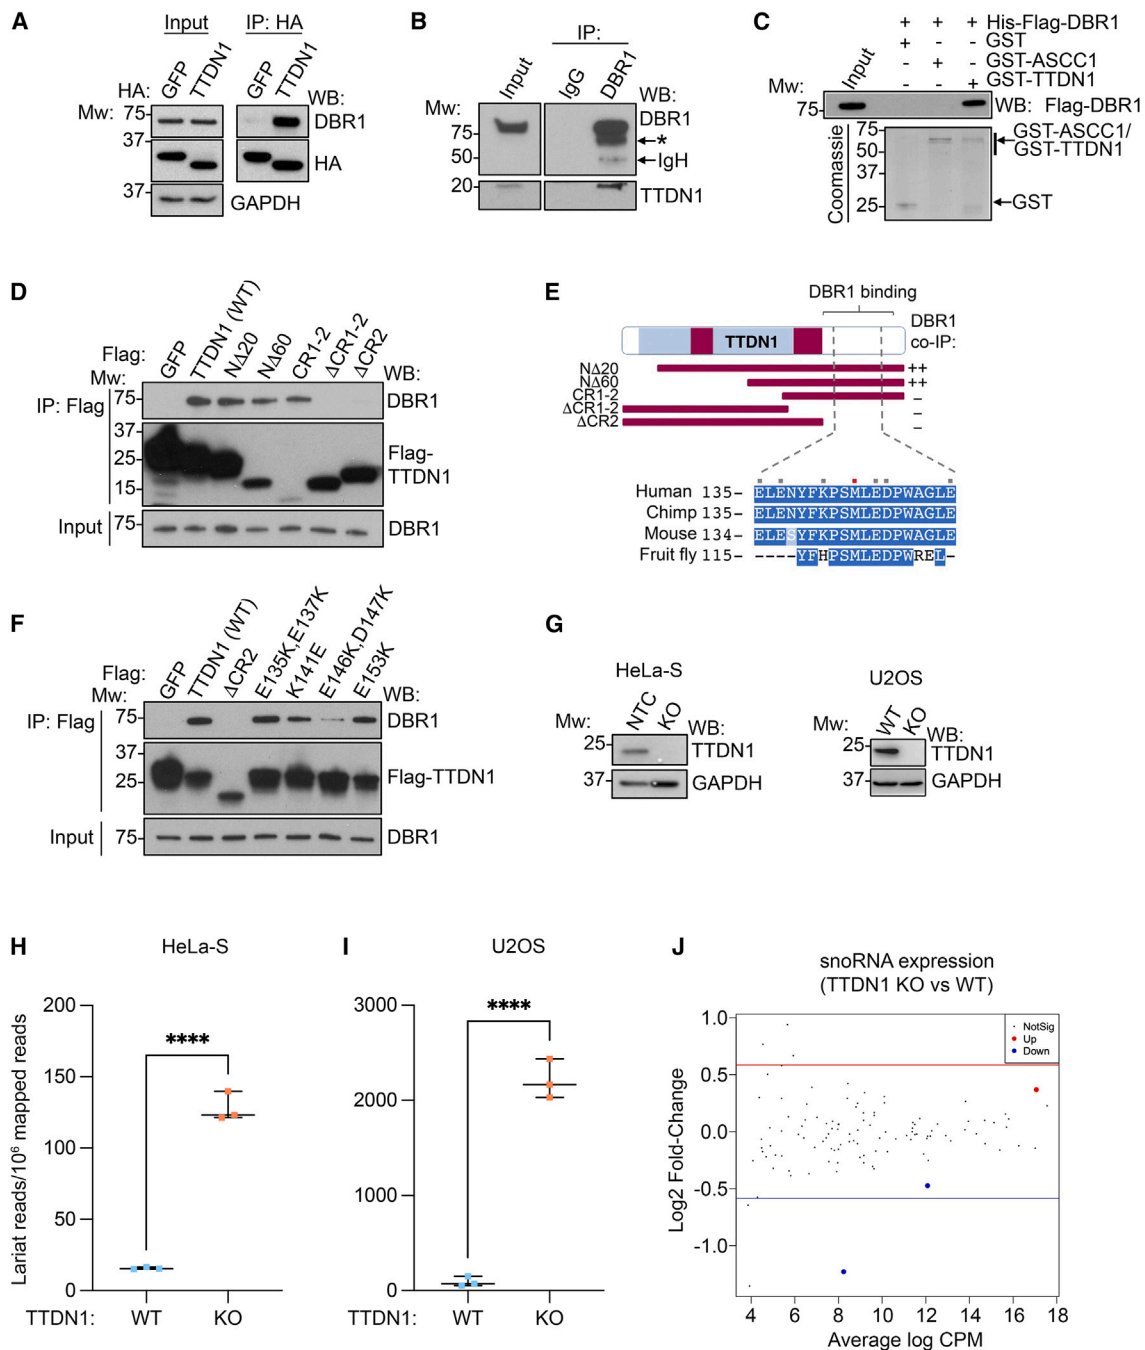 A
Input
IP: HA
HA:
GFP
TTDN1
GFP
TTDN1
Mw:
WB:
75
DBR1
37
HA
37
GAPDH
B
IP:
Input
IgG
DBR1
Mw:
WB:
75
DBR1
*
50
IgH
20
TTDN1
C
+ + + His-Flag-DBR1
+ - - GST
- + - GST-ASCC1
- - + GST-TTDN1
Input
Mw:
75
WB: Flag-DBR1
Coomassie
75
50
37
25
GST-ASCC1/
GST-TTDN1
GST
D
Flag:
GFP
TTDN1 (WT)
NΔ20
NΔ60
CR1-2
ΔCR1-2
ΔCR2
Mw:
WB:
IP: Flag
75
DBR1
37
25
15
Flag-
TTDN1
Input
75
DBR1
E
DBR1 binding
TTDN1
DBR1
co-IP:
NΔ20 ++
NΔ60 ++
CR1-2 –
ΔCR1-2 –
ΔCR2 –
Human 135– ELENYFKPSMLEDPWAGLE
Chimp 135– ELENYFKPSMLEDPWAGLE
Mouse 134– ELESYFKPSMLEDPWAGLE
Fruit fly 115– ----YFHPSMLEDPWREL-
F
Flag:
GFP
TTDN1 (WT)
ΔCR2
E135K,E137K
K141E
E146K,D147K
E153K
Mw:
WB:
IP: Flag
75
DBR1
37
25
Flag-TTDN1
Input
75
DBR1
G
HeLa-S
Mw:
NTC
KO
WB:
25
TTDN1
37
GAPDH
U2OS
Mw:
WT
KO
WB:
25
TTDN1
37
GAPDH
H
HeLa-S
Lariat reads/10⁶ mapped reads
200
150
100
50
0
****
TTDN1: WT KO
I
U2OS
3000
2000
1000
0
****
TTDN1: WT KO
J
snoRNA expression
(TTDN1 KO vs WT)
Log2 Fold-Change
1.0
0.5
0.0
-0.5
-1.0
NotSig
Up
Down
4 6 8 10 12 14 16 18
Average log CPM